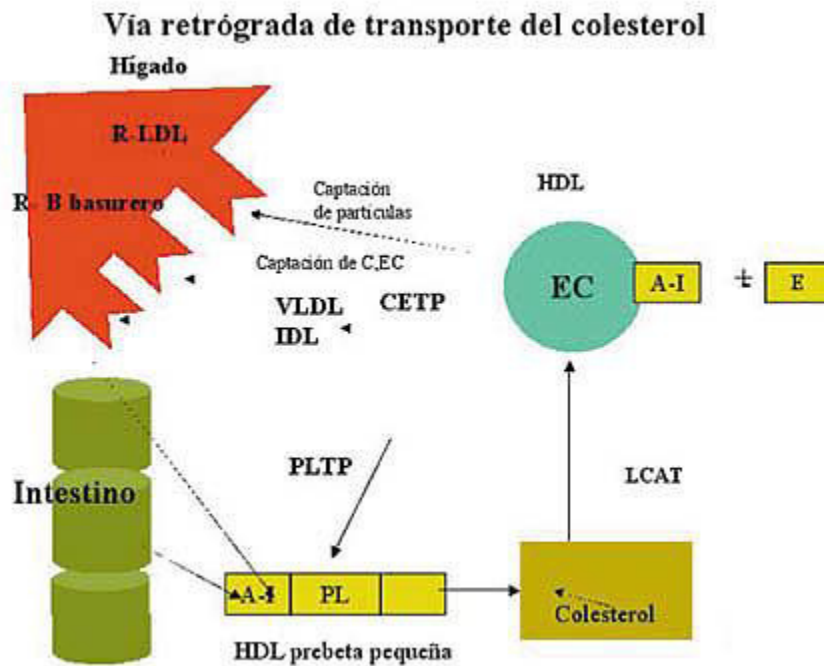 Vía retrógrada de transporte del colesterol
Hígado
R-LDL
R- B basurero
Captación
de partículas
HDL
Captación de C,EC
EC
A-I
±
E
VLDL
IDL
CETP
PLTP
LCAT
Intestino
A-I
PL
Colesterol
HDL prebeta pequeña